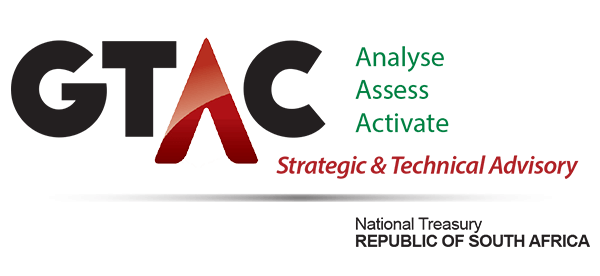 GTAC
Analyse
Assess
Activate
Strategic & Technical Advisory
National Treasury
REPUBLIC OF SOUTH AFRICA